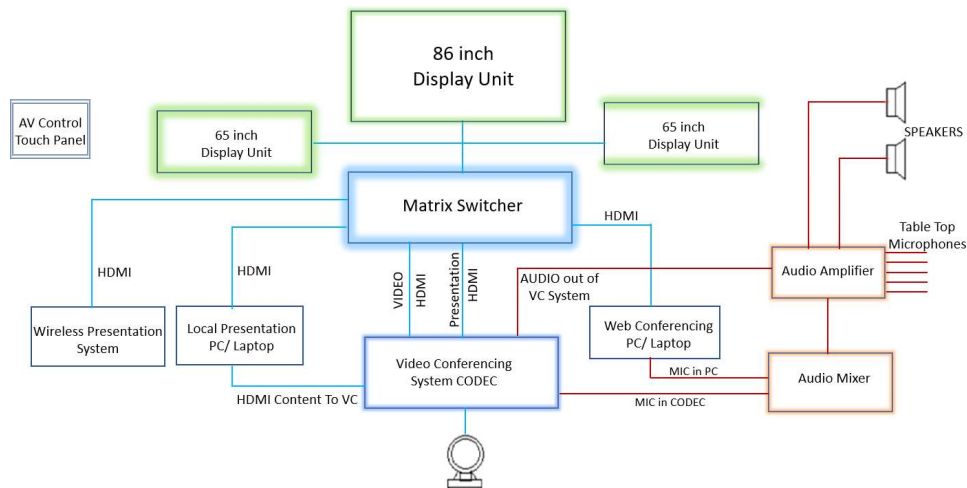 86 inch
Display Unit
AV Control
Touch Panel
65 inch
Display Unit
65 inch
Display Unit
SPEAKERS
Matrix Switcher
HDMI
Table Top
Microphones
HDMI
HDMI
VIDEO
HDMI
Presentation
HDMI
AUDIO out of
VC System
Audio Amplifier
Wireless Presentation
System
Local Presentation
PC/ Laptop
Web Conferencing
PC/ Laptop
Video Conferencing
System CODEC
MIC in PC
Audio Mixer
HDMI Content To VC
MIC in CODEC